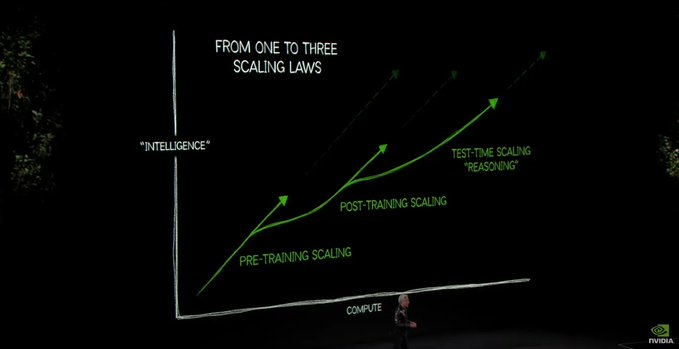 FROM ONE TO THREE
SCALING LAWS
"INTELLIGENCE"
TEST-TIME SCALING
"REASONING"
POST-TRAINING SCALING
PRE-TRAINING SCALING
COMPUTE
NVIDIA